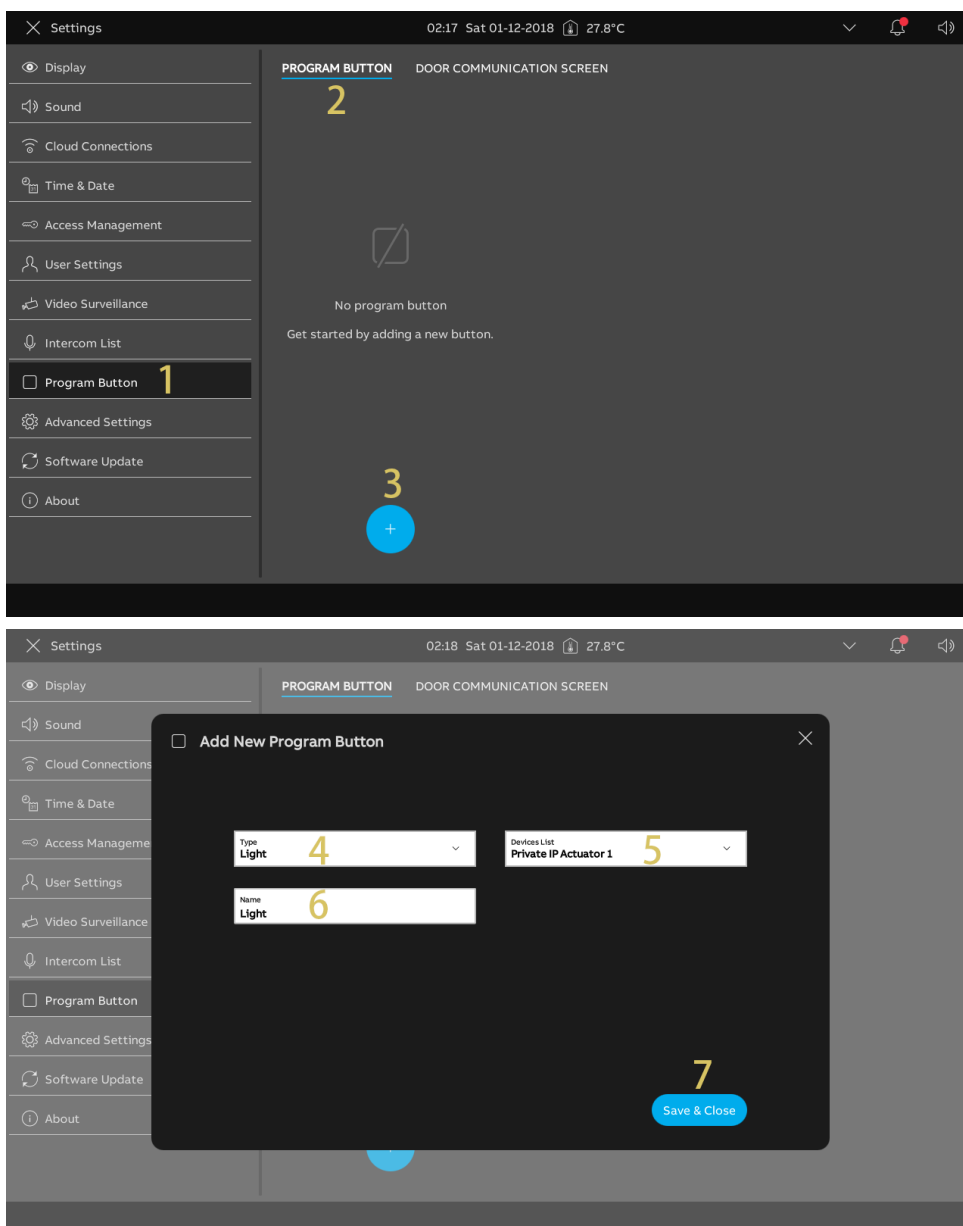 Settings
02:17 Sat 01-12-2018 27.8°C
Display
PROGRAM BUTTON DOOR COMMUNICATION SCREEN
2
Sound
Cloud Connections
Time & Date
Access Management
User Settings
Video Surveillance
No program button
Get started by adding a new button.
Intercom List
Program Button 1
Advanced Settings
Software Update
3
About
+
Settings
02:18 Sat 01-12-2018 27.8°C
Display
PROGRAM BUTTON DOOR COMMUNICATION SCREEN
Sound
Add New Program Button
Cloud Connections
Time & Date
Access Manageme
Type
Light 4
Devices List
Private IP Actuator 1 5
User Settings
Name
Light 6
Video Surveillance
Intercom List
Program Button
Advanced Settings
Software Update
7
Save & Close
About